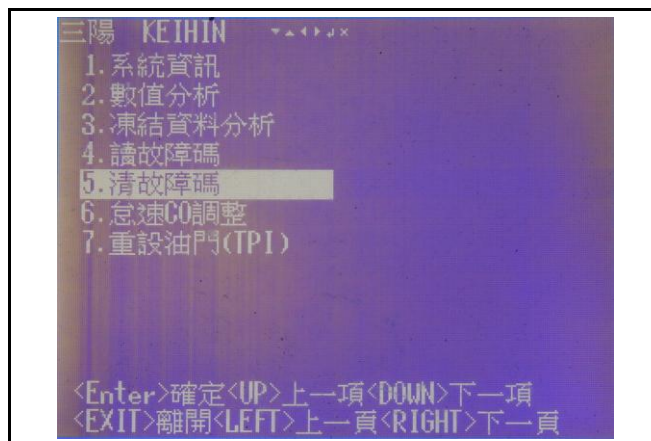 三陽 KEIHIN ▼▲◀▶↲×
1.系統資訊
2.數值分析
3.凍結資料分析
4.讀故障碼
5.清故障碼
6.怠速CO調整
7.重設油門(TPI)
<Enter>確定<UP>上一項<DOWN>下一項
<EXIT>離開<LEFT>上一頁<RIGHT>下一頁